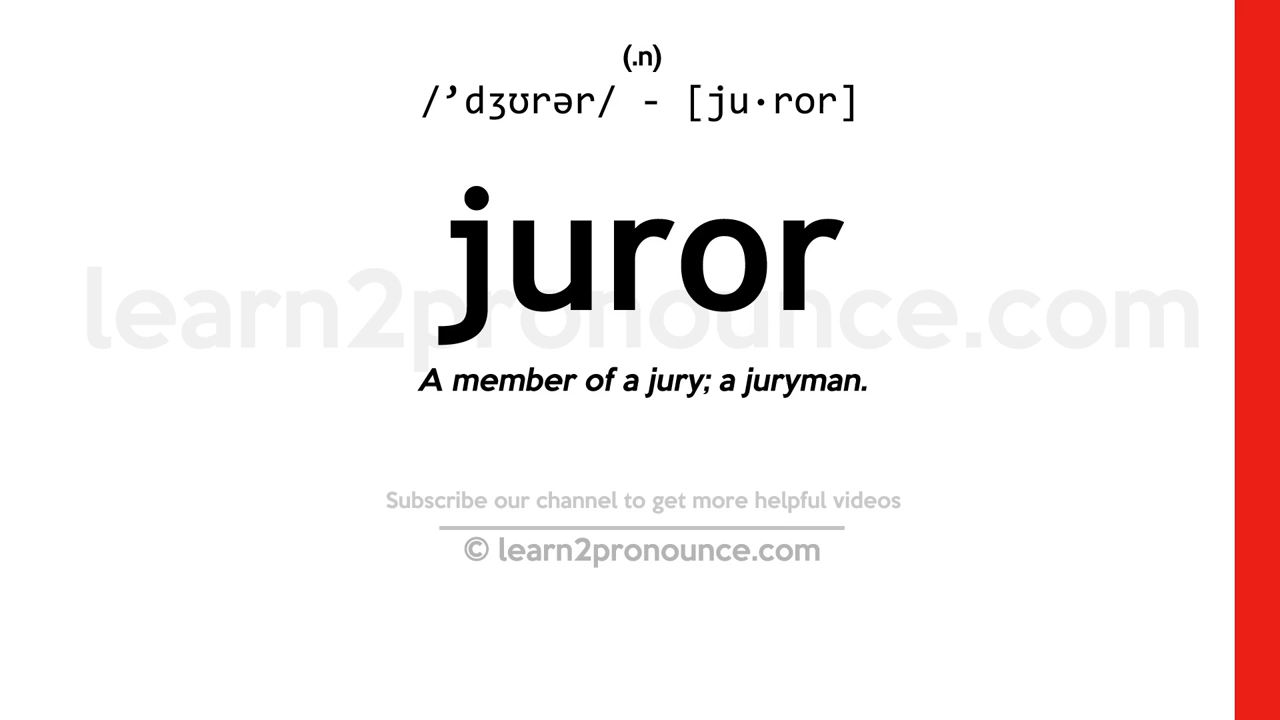 (.n)
/’dʒʊrər/ - [ju·ror]
juror
learn2pronounce.com
A member of a jury; a juryman.
Subscribe our channel to get more helpful videos
© learn2pronounce.com